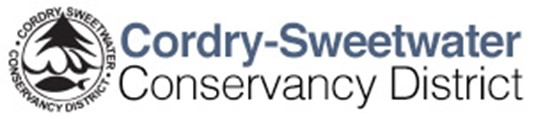 CORDRY SWEETWATER
CONSERVANCY DISTRICT
Cordry-Sweetwater
Conservancy District